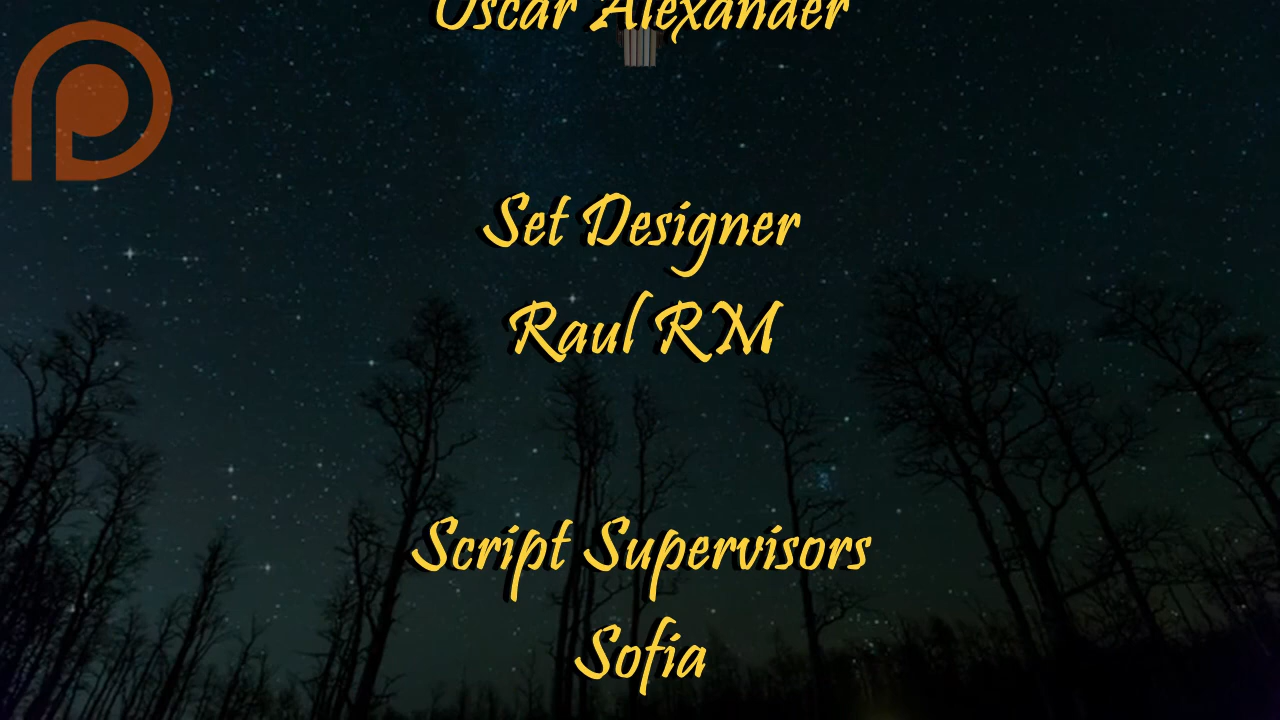 Oscar Alexander
Set Designer
Raul RM
Script Supervisors
Sofia